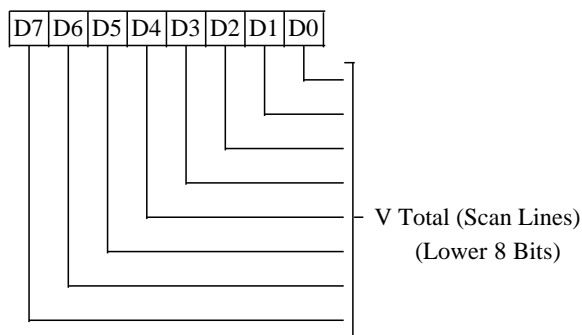 D7 D6 D5 D4 D3 D2 D1 D0
V Total (Scan Lines)
(Lower 8 Bits)